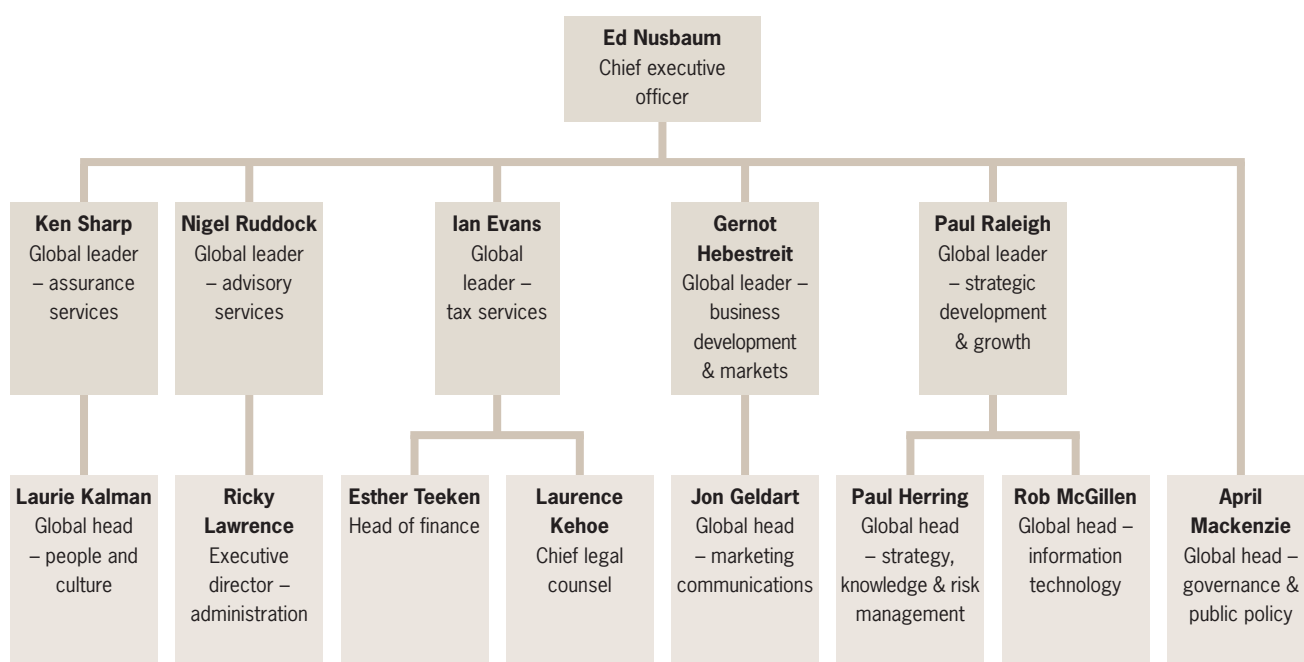 Ed Nusbaum
Chief executive
officer
Ken Sharp
Global leader
– assurance
services
Nigel Ruddock
Global leader
– advisory
services
Ian Evans
Global
leader –
tax services
Gernot
Hebestreit
Global leader –
business
development
& markets
Paul Raleigh
Global leader
– strategic
development
& growth
Laurie Kalman
Global head
– people and
culture
Ricky
Lawrence
Executive
director –
administration
Esther Teeken
Head of finance
Laurence
Kehoe
Chief legal
counsel
Jon Geldart
Global head
– marketing
communications
Paul Herring
Global head
– strategy,
knowledge & risk
management
Rob McGillen
Global head –
information
technology
April
Mackenzie
Global head –
governance &
public policy